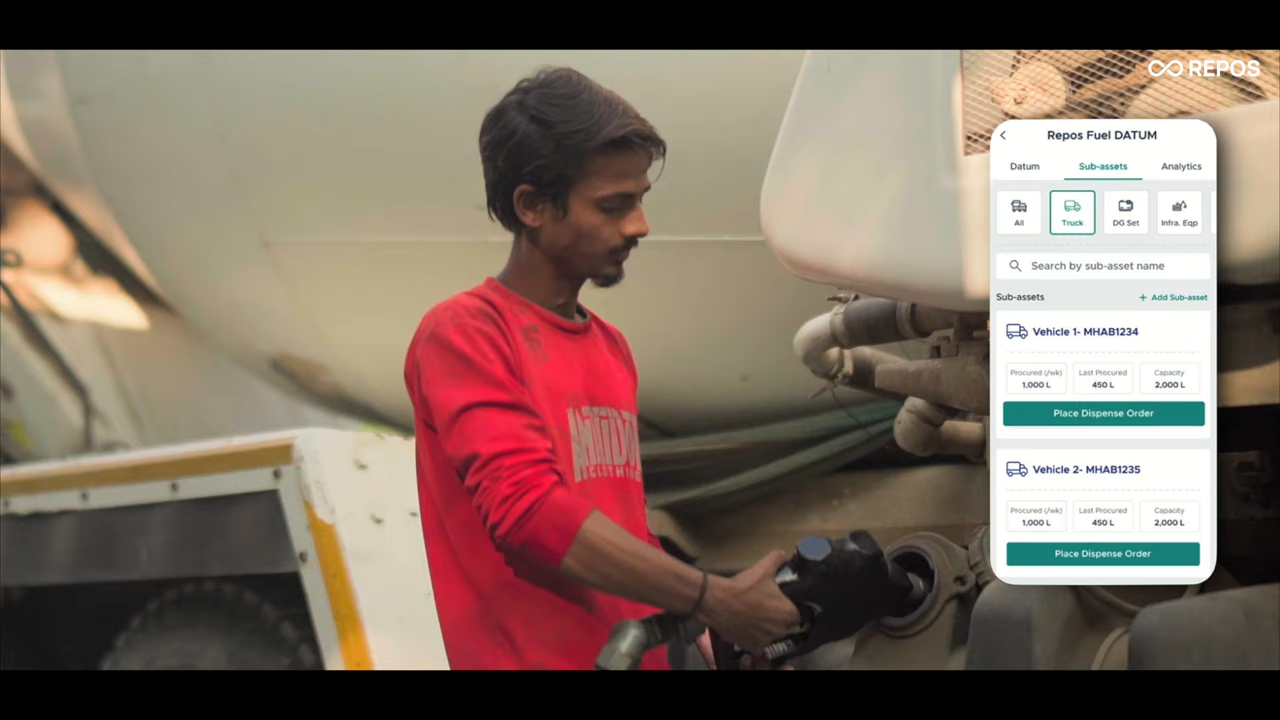 REPOS
Repos Fuel DATUM
Datum Sub-assets Analytics
All Truck DG Set Infra. Eqp
Search by sub-asset name
Sub-assets + Add Sub-asset
Vehicle 1- MHAB1234
Procured (/wk) Last Procured Capacity
1,000 L 450 L 2,000 L
Place Dispense Order
Vehicle 2- MHAB1235
Procured (/wk) Last Procured Capacity
1,000 L 450 L 2,000 L
Place Dispense Order